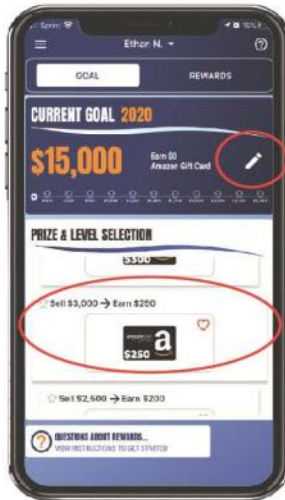 Sprint
Ethan N.
GOAL REWARDS
CURRENT GOAL 2020
$15,000
Earn $0
Amazon Gift Card
PRIZE & LEVEL SELECTION
$300
Sell $3,000 → Earn $250
a
$250
Sell $2,500 → Earn $200
QUESTIONS ABOUT REWARDS...
VIEW INSTRUCTIONS TO GET STARTED